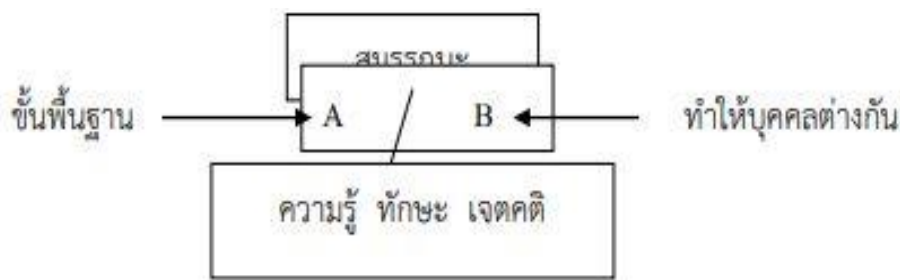 สมรรถนะ
ขั้นพื้นฐาน A B ทำให้บุคคลต่างกัน
ความรู้ ทักษะ เจตคติ